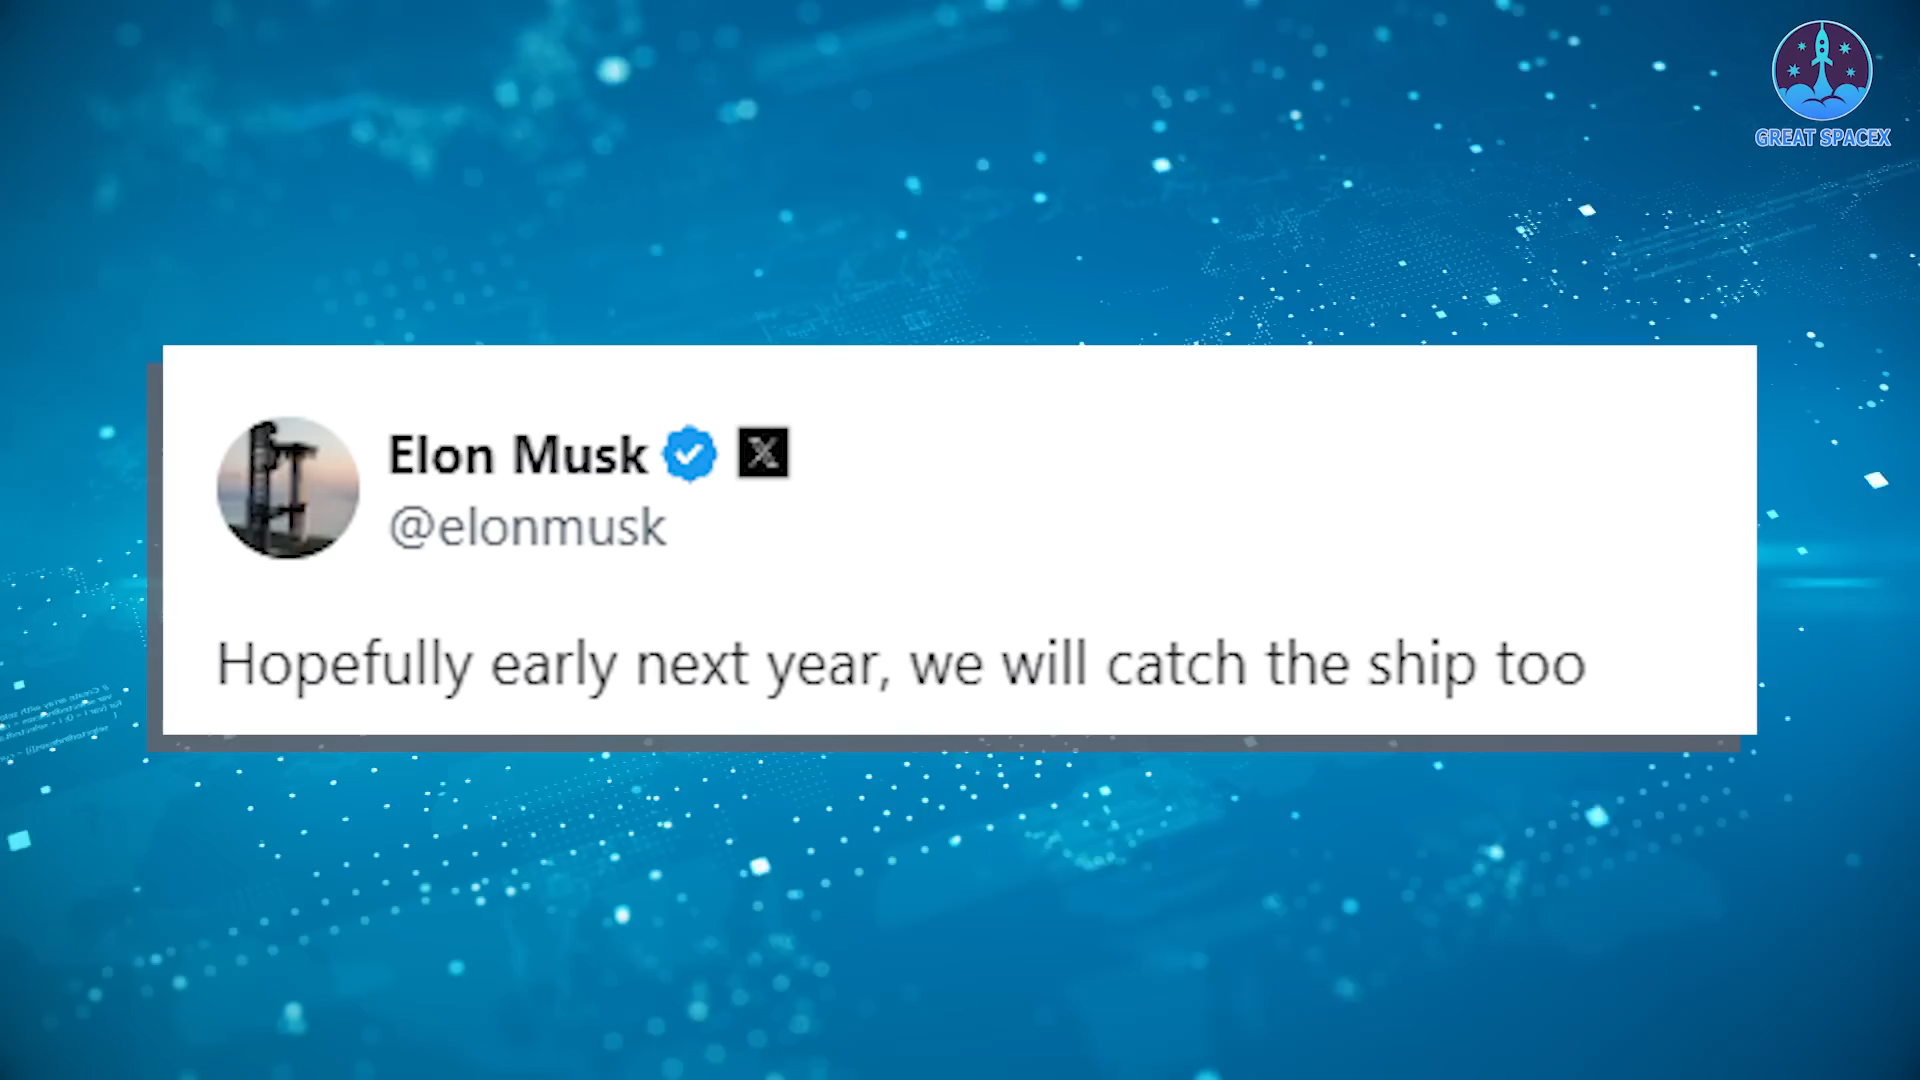 GREAT SPACEX
Elon Musk
@elonmusk
Hopefully early next year, we will catch the ship too